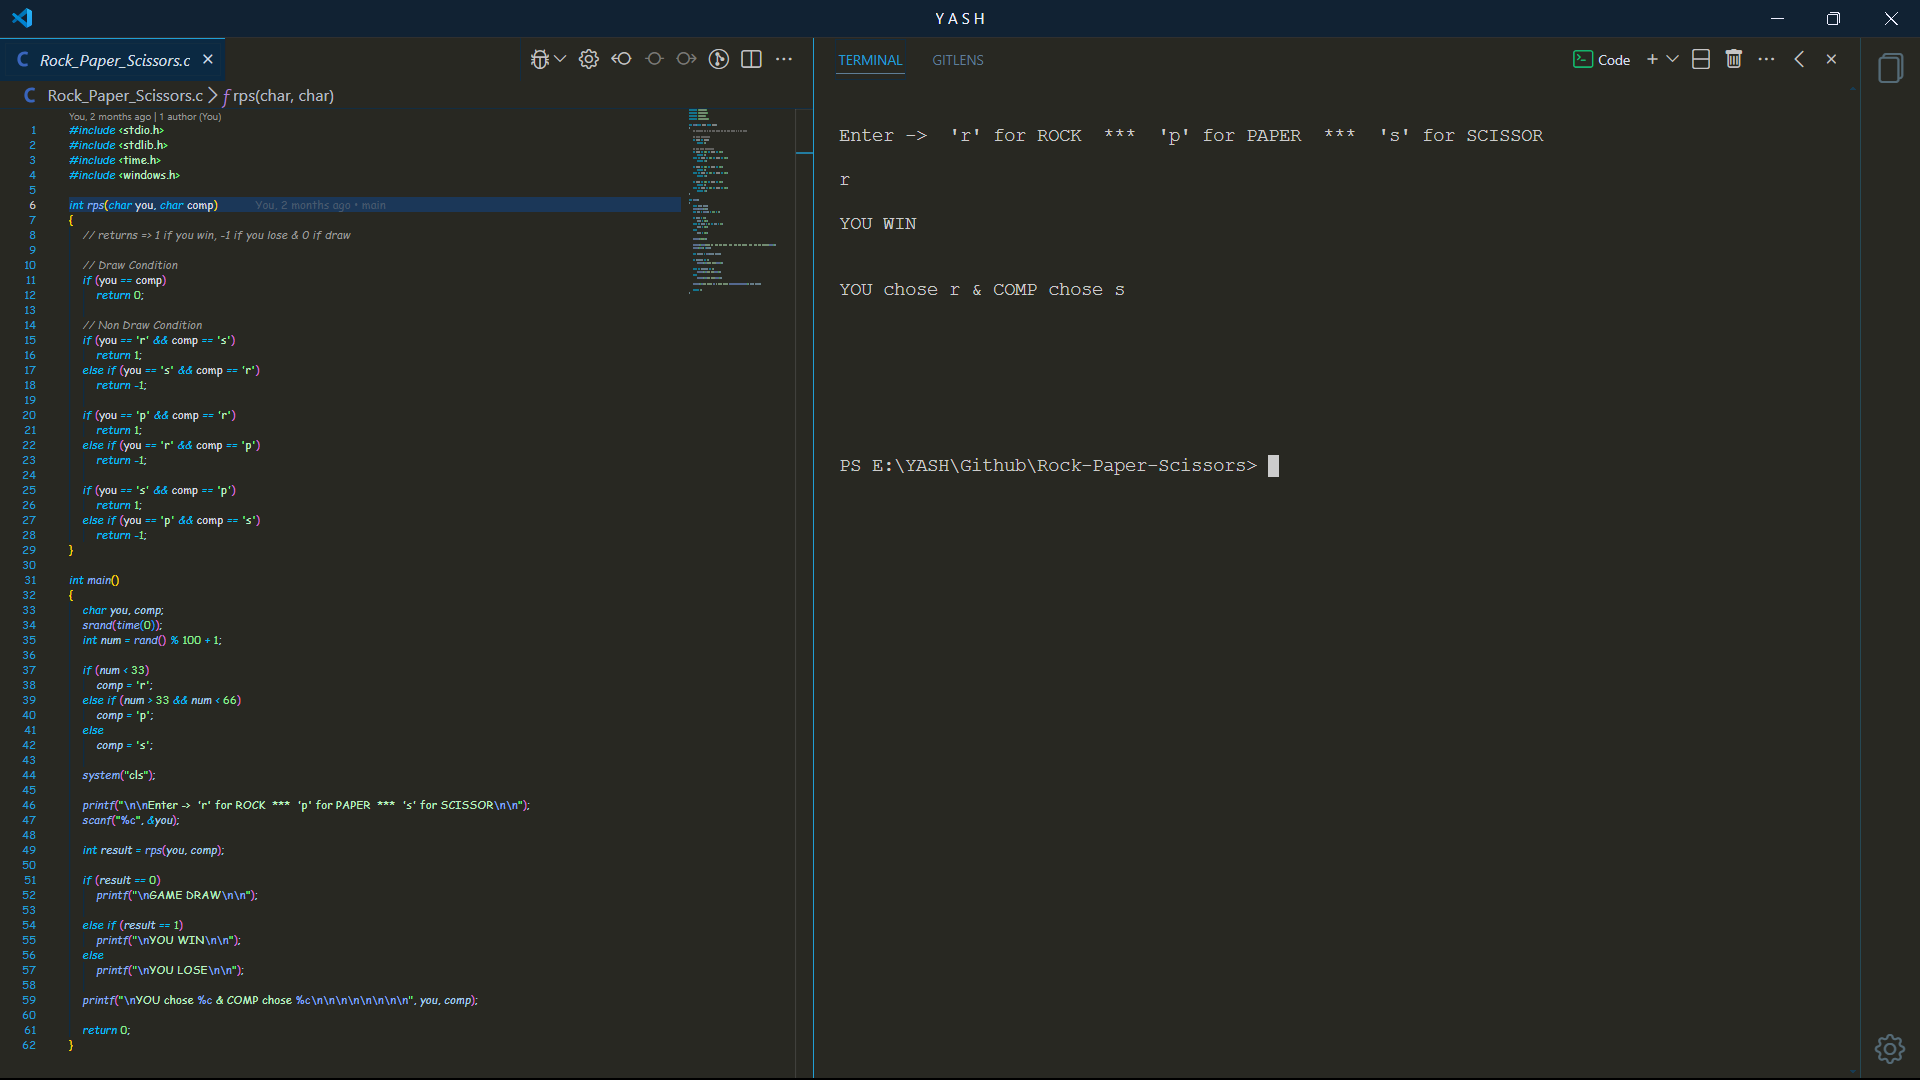 YASH
Rock_Paper_Scissors.c
Rock_Paper_Scissors.c > rps(char, char)
You, 2 months ago | 1 author (You)
1 #include <stdio.h>
2 #include <stdlib.h>
3 #include <time.h>
4 #include <windows.h>
5
6 int rps(char you, char comp) You, 2 months ago • main
7 {
8 // returns => 1 if you win, -1 if you lose & 0 if draw
9
10 // Draw Condition
11 if (you == comp)
12 return 0;
13
14 // Non Draw Condition
15 if (you == 'r' && comp == 's')
16 return 1;
17 else if (you == 's' && comp == 'r')
18 return -1;
19
20 if (you == 'p' && comp == 'r')
21 return 1;
22 else if (you == 'r' && comp == 'p')
23 return -1;
24
25 if (you == 's' && comp == 'p')
26 return 1;
27 else if (you == 'p' && comp == 's')
28 return -1;
29 }
30
31 int main()
32 {
33 char you, comp;
34 srand(time(0));
35 int num = rand() % 100 + 1;
36
37 if (num < 33)
38 comp = 'r';
39 else if (num > 33 && num < 66)
40 comp = 'p';
41 else
42 comp = 's';
43
44 system("cls");
45
46 printf("\n\nEnter -> 'r' for ROCK *** 'p' for PAPER *** 's' for SCISSOR\n\n");
47 scanf("%c", &you);
48
49 int result = rps(you, comp);
50
51 if (result == 0)
52 printf("\nGAME DRAW\n\n");
53
54 else if (result == 1)
55 printf("\nYOU WIN\n\n");
56 else
57 printf("\nYOU LOSE\n\n");
58
59 printf("\nYOU chose %c & COMP chose %c\n\n\n\n\n\n\n\n", you, comp);
60
61 return 0;
62 }
TERMINAL GITLENS Code
Enter -> 'r' for ROCK *** 'p' for PAPER *** 's' for SCISSOR
r
YOU WIN
YOU chose r & COMP chose s
PS E:\YASH\Github\Rock-Paper-Scissors>